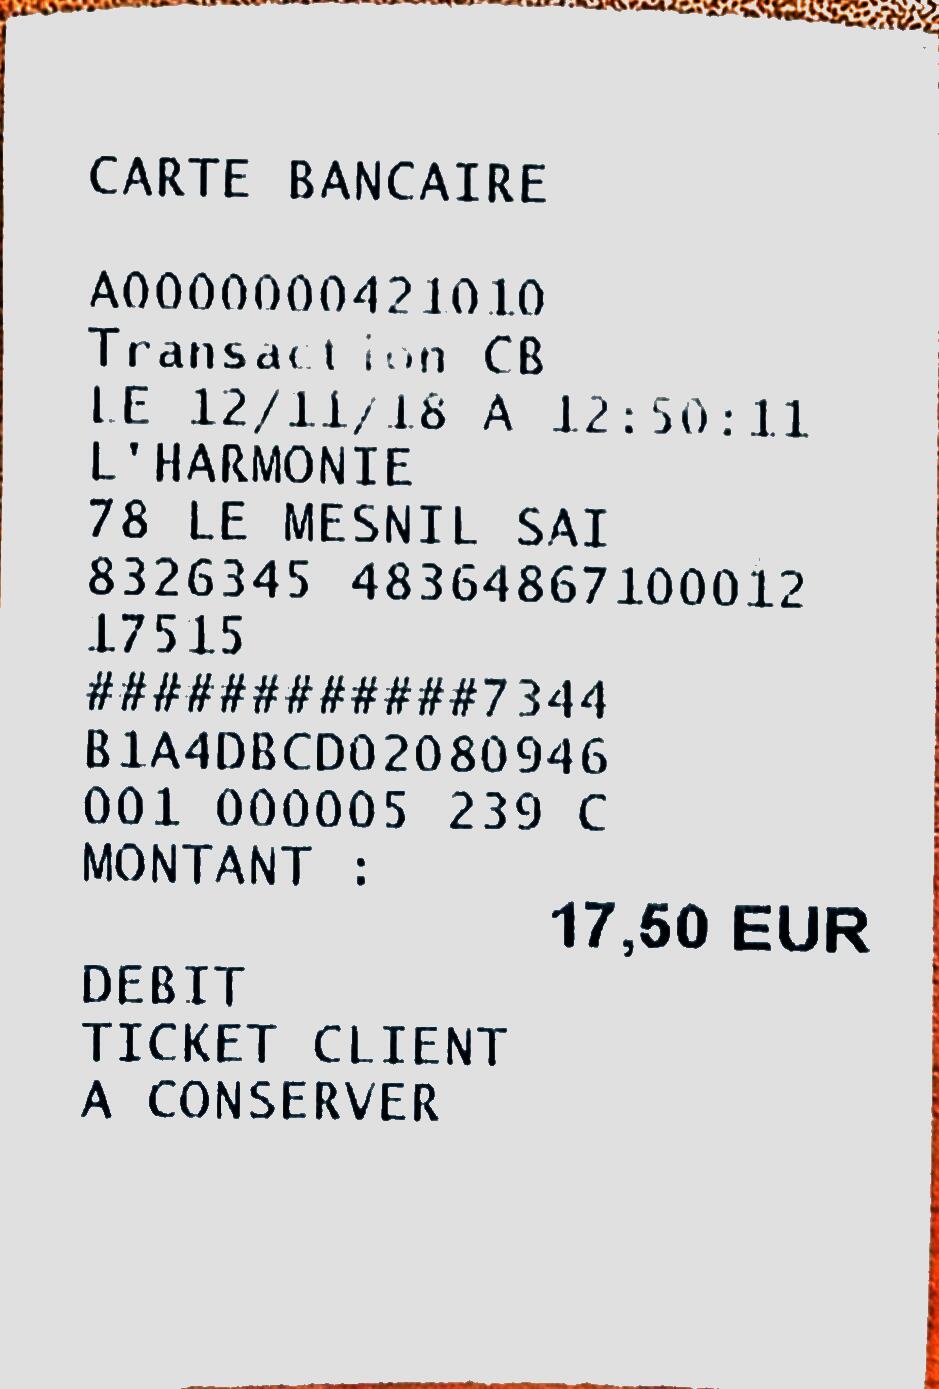 CARTE BANCAIRE
A0000000421010
Transaction CB
LE 12/11/18 A 12:50:11
L'HARMONIE
78 LE MESNIL SAI
8326345 48364867100012
17515
############7344
B1A4DBCD02080946
001 000005 239 C
MONTANT :
17,50 EUR
DEBIT
TICKET CLIENT
A CONSERVER